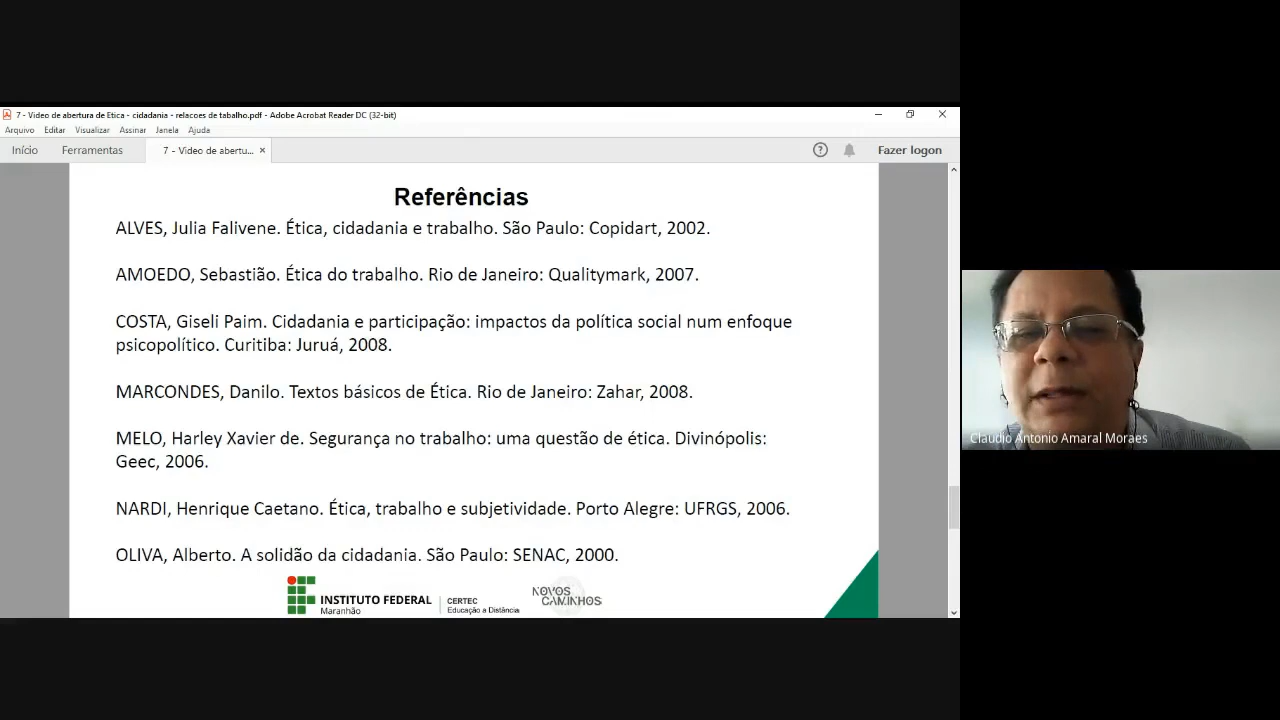 7 - Video de abertura de Etica - cidadania - relacoes de tabalho.pdf - Adobe Acrobat Reader DC (32-bit)
Arquivo Editar Visualizar Assinar Janela Ajuda
Início Ferramentas 7 - Video de abertu... Fazer logon
Referências
ALVES, Julia Falivene. Ética, cidadania e trabalho. São Paulo: Copidart, 2002.
AMOEDO, Sebastião. Ética do trabalho. Rio de Janeiro: Qualitymark, 2007.
COSTA, Giseli Paim. Cidadania e participação: impactos da política social num enfoque
psicopolítico. Curitiba: Juruá, 2008.
MARCONDES, Danilo. Textos básicos de Ética. Rio de Janeiro: Zahar, 2008.
MELO, Harley Xavier de. Segurança no trabalho: uma questão de ética. Divinópolis:
Geec, 2006.
NARDI, Henrique Caetano. Ética, trabalho e subjetividade. Porto Alegre: UFRGS, 2006.
OLIVA, Alberto. A solidão da cidadania. São Paulo: SENAC, 2000.
INSTITUTO FEDERAL
Maranhão
CERTEC
Educação a Distância
NOVOS
CAMINHOS
Claudio Antonio Amaral Moraes